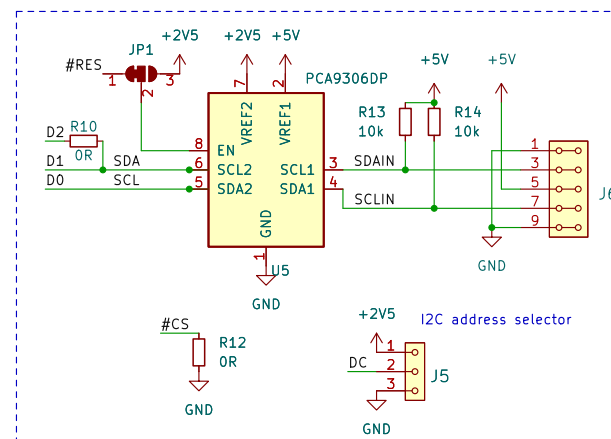 +2V5
+2V5
+5V
JP1
#RES
1
3
2
+5V
+5V
PCA9306DP
7
2
VREF2
VREF1
R13
10k
R14
10k
D2
R10
0R
8
EN
1
D1
SDA
6
SCL2
SCL1
3
SDAIN
3
D0
SCL
5
SDA2
SDA1
4
5
J6
SCLIN
7
9
GND
1
U5
GND
GND
#CS
R12
0R
GND
+2V5
I2C address selector
1
DC
2
J5
3
GND